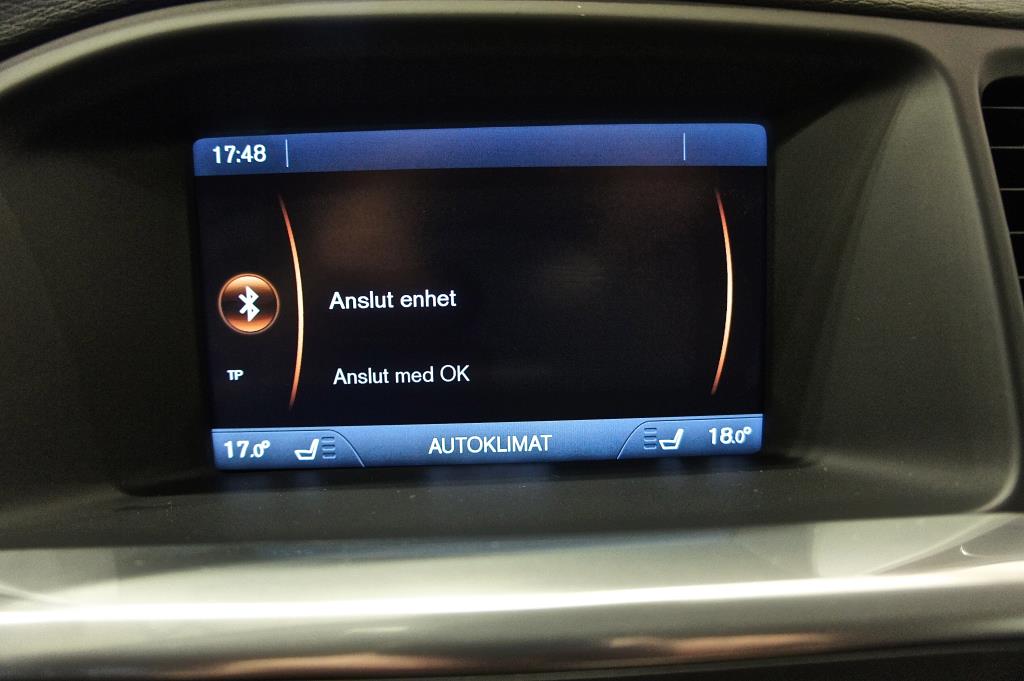 17:48
Anslut enhet
TP
Anslut med OK
17.0°
AUTOKLIMAT
18.0°